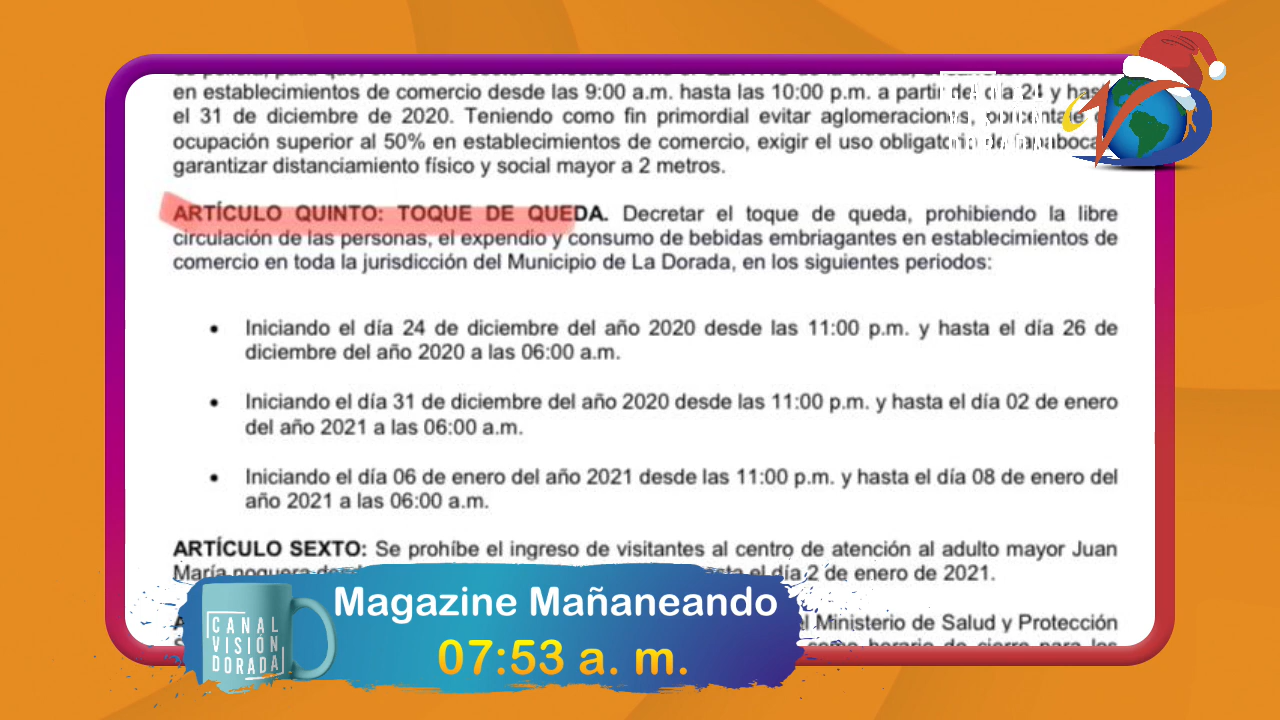 en establecimientos de comercio desde las 9:00 a.m. hasta las 10:00 p.m. a partir de día 24 y hasta
el 31 de diciembre de 2020. Teniendo como fin primordial evitar aglomeraciones, porcentaje
ocupación superior al 50% en establecimientos de comercio, exigir el uso obligatorio de
garantizar distanciamiento físico y social mayor a 2 metros.
ARTÍCULO QUINTO: TOQUE DE QUEDA. Decretar el toque de queda, prohibiendo la libre
circulación de las personas, el expendio y consumo de bebidas embriagantes en establecimientos de
comercio en toda la jurisdicción del Municipio de La Dorada, en los siguientes periodos:
• Iniciando el día 24 de diciembre del año 2020 desde las 11:00 p.m. y hasta el día 26 de
diciembre del año 2020 a las 06:00 a.m.
• Iniciando el día 31 de diciembre del año 2020 desde las 11:00 p.m. y hasta el día 02 de enero
del año 2021 a las 06:00 a.m.
• Iniciando el día 06 de enero del año 2021 desde las 11:00 p.m. y hasta el día 08 de enero del
año 2021 a las 06:00 a.m.
ARTÍCULO SEXTO: Se prohíbe el ingreso de visitantes al centro de atención al adulto mayor Juan
María el día 2 de enero de 2021.
Ministerio de Salud y Protección
Magazine Mañaneando
07:53 a. m.
CANAL
VISIÓN
DORADA